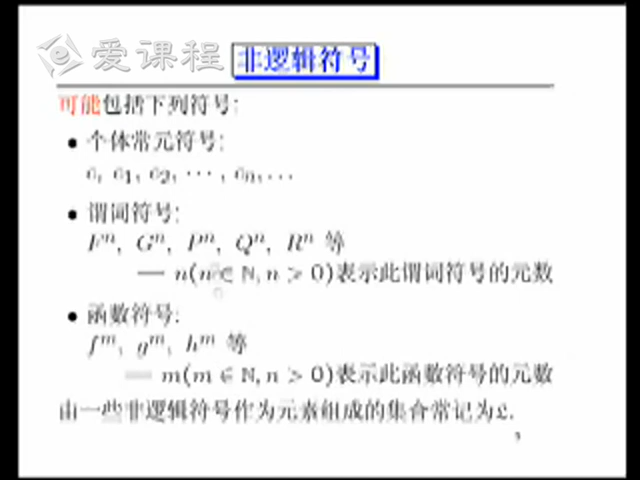 爱课程
非逻辑符号
可能包括下列符号:
• 个体常元符号:
c, c₁, c₂, ···, cₙ, ...
• 谓词符号:
Fⁿ, Gⁿ, Pⁿ, Qⁿ, Rⁿ 等
— n(n ∈ ℕ, n > 0)表示此谓词符号的元数
• 函数符号:
fᵐ, gᵐ, hᵐ 等
— m(m ∈ ℕ, n > 0)表示此函数符号的元数
由一些非逻辑符号作为元素组成的集合常记为ℒ.